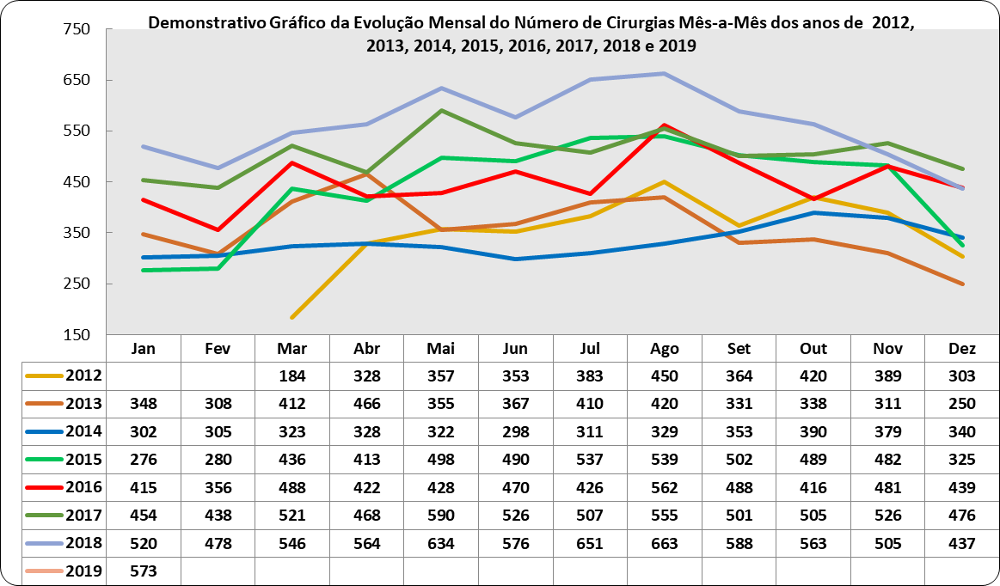 Demonstrativo Gráfico da Evolução Mensal do Número de Cirurgias Mês-a-Mês dos anos de 2012,
2013, 2014, 2015, 2016, 2017, 2018 e 2019
750
650
550
450
350
250
150
Jan Fev Mar Abr Mai Jun Jul Ago Set Out Nov Dez
2012 184 328 357 353 383 450 364 420 389 303
2013 348 308 412 466 355 367 410 420 331 338 311 250
2014 302 305 323 328 322 298 311 329 353 390 379 340
2015 276 280 436 413 498 490 537 539 502 489 482 325
2016 415 356 488 422 428 470 426 562 488 416 481 439
2017 454 438 521 468 590 526 507 555 501 505 526 476
2018 520 478 546 564 634 576 651 663 588 563 505 437
2019 573